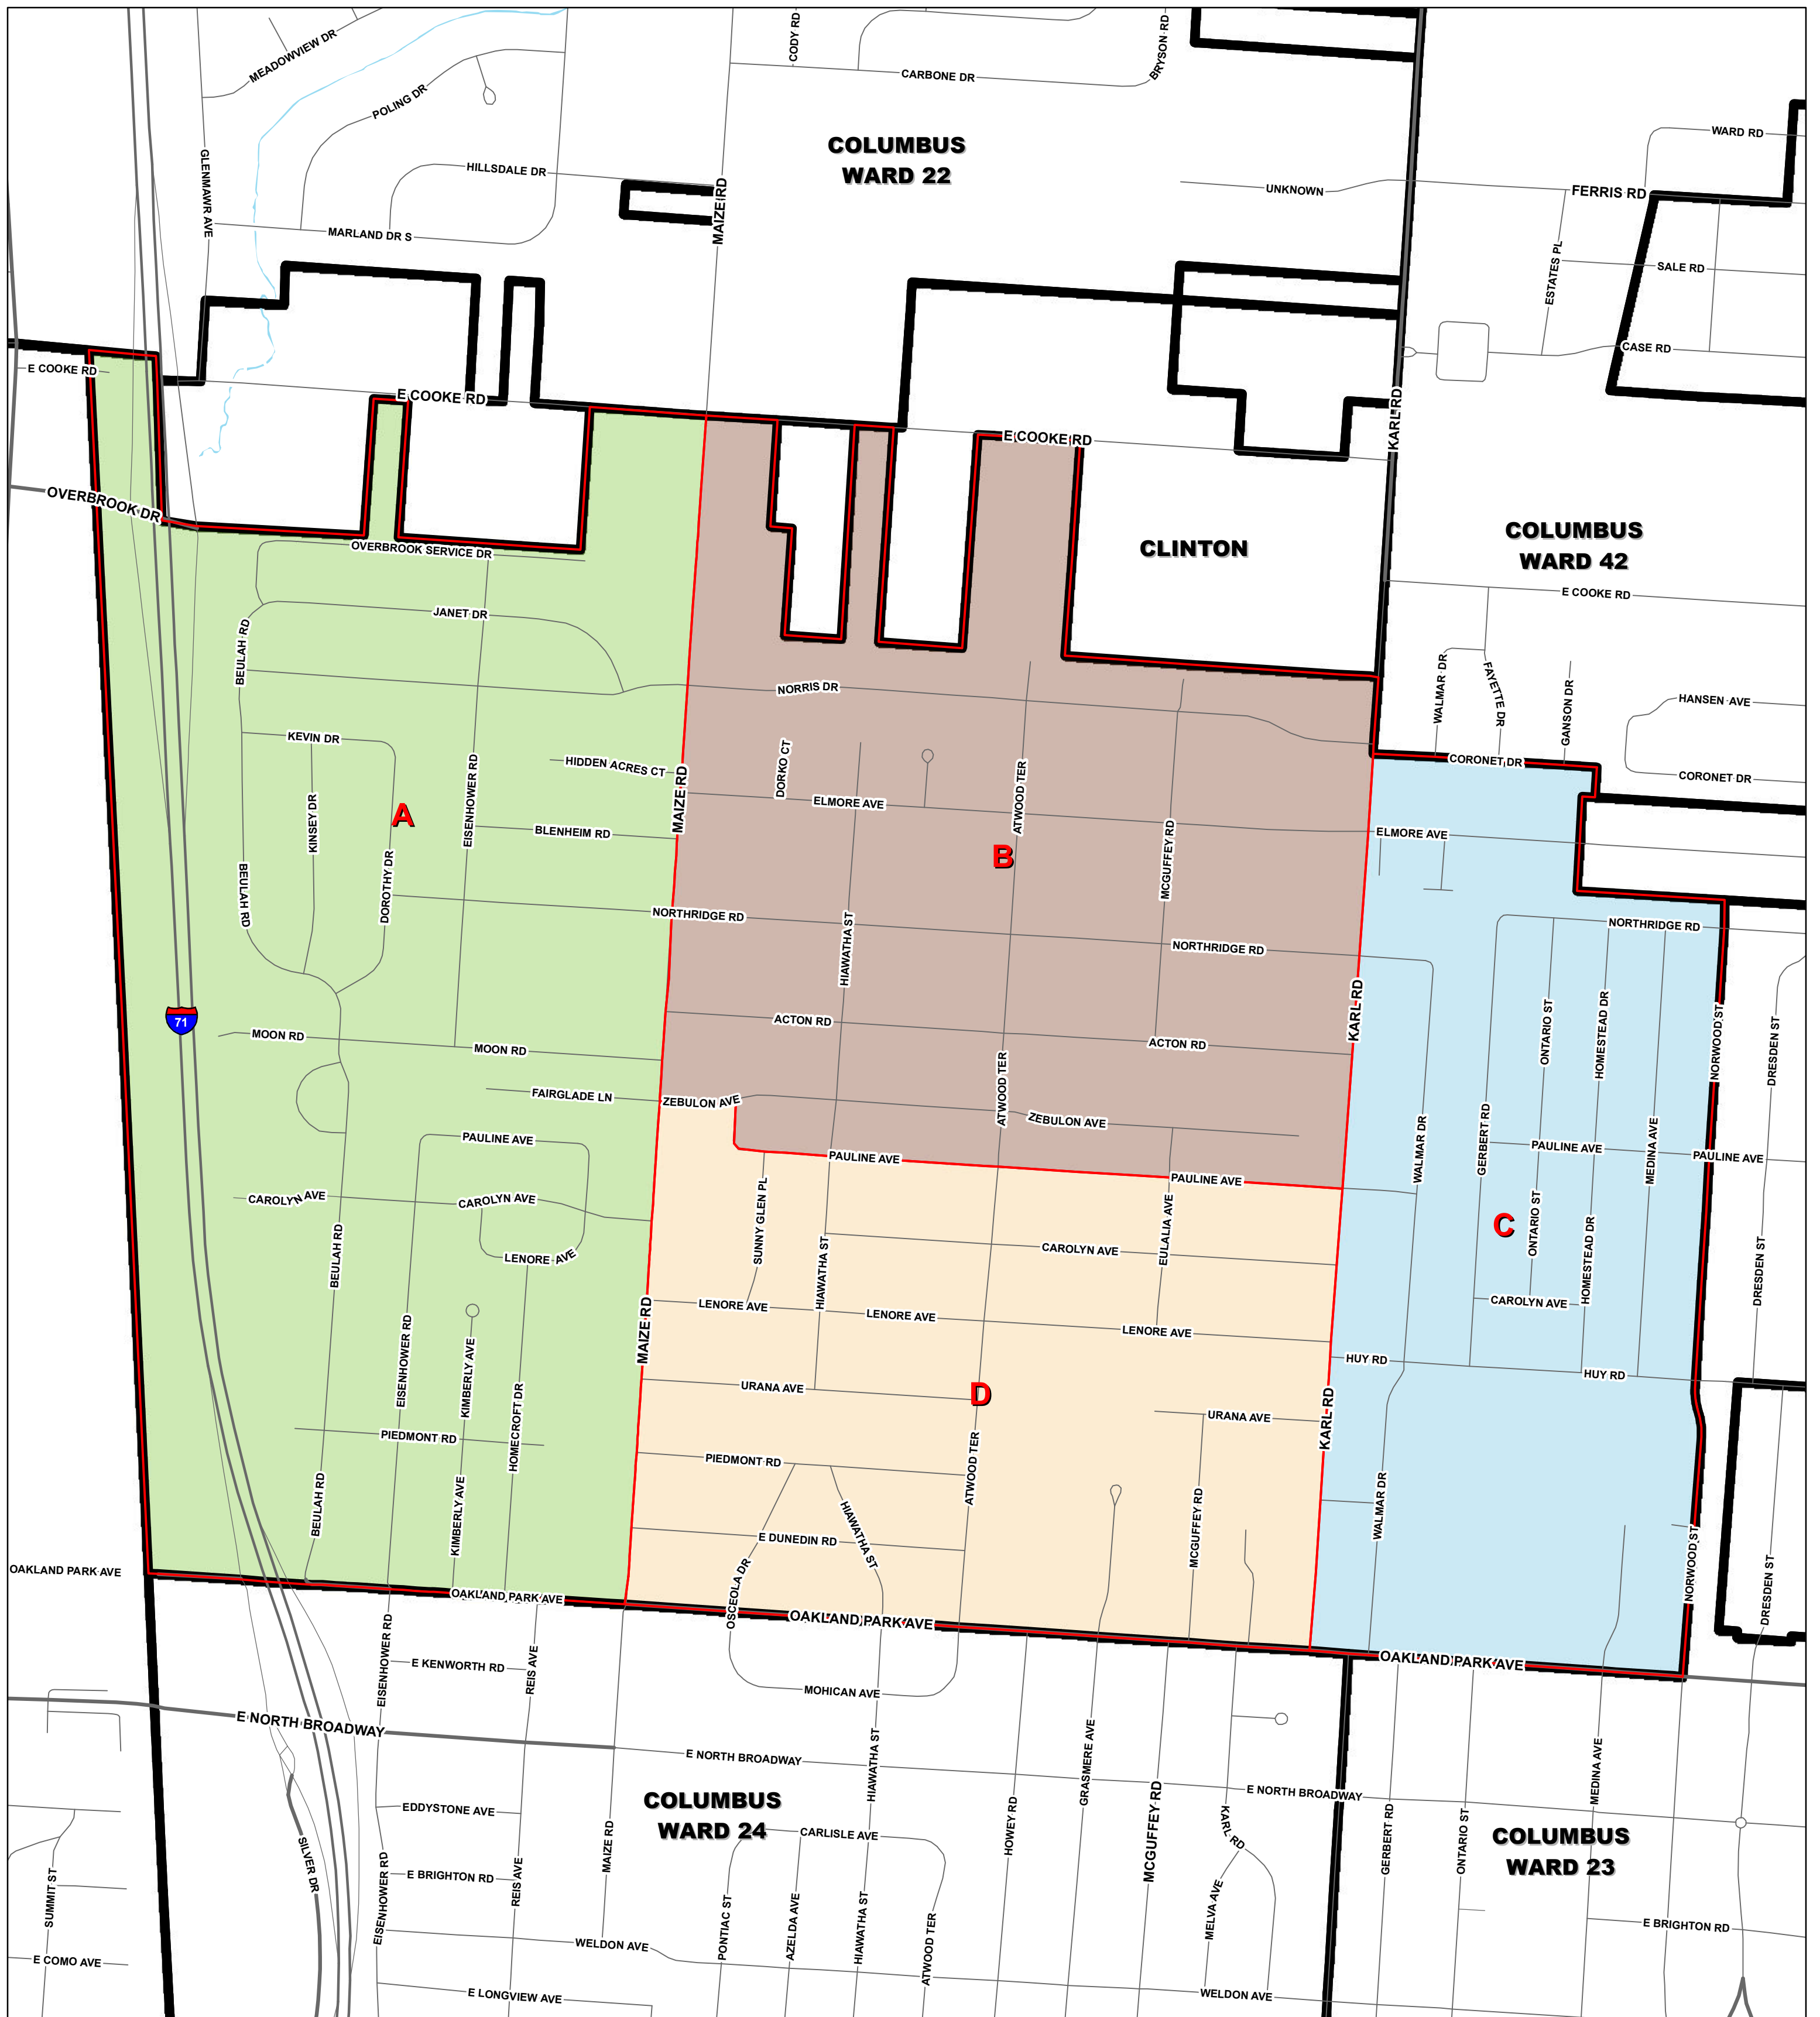 MEADOWVIEW DR
CODY RD
BRYSON RD
CARBONE DR
POLING DR
GLENMAWR AVE
HILLSDALE DR
COLUMBUS
WARD 22
WARD RD
UNKNOWN
FERRIS RD
MAIZE RD
MARLAND DR S
ESTATES PL
SALE RD
CASE RD
E COOKE RD
E COOKE RD
KARL RD
E COOKE RD
OVERBROOK DR
COLUMBUS
WARD 42
CLINTON
OVERBROOK SERVICE DR
E COOKE RD
JANET DR
BEULAH RD
NORRIS DR
WALMAR DR
FAYETTE DR
GANSON DR
HANSEN AVE
KEVIN DR
CORONET DR
CORONET DR
HIDDEN ACRES CT
DORKO CT
MAIZE RD
ELMORE AVE
ATWOOD TER
KINSEY DR
EISENHOWER RD
A
BLENHEIM RD
B
MCGUFFEY RD
ELMORE AVE
BEULAH RD
DOROTHY DR
NORTHRIDGE RD
HIAWATHA ST
NORTHRIDGE RD
NORTHRIDGE RD
71
KARL RD
ACTON RD
ACTON RD
MOON RD
MOON RD
ONTARIO ST
HOMESTEAD DR
NORWOOD ST
DRESDEN ST
FAIRGLADE LN
ZEBULON AVE
ATWOOD TER
ZEBULON AVE
PAULINE AVE
PAULINE AVE
PAULINE AVE
WALMAR DR
GERBERT RD
PAULINE AVE
MEDINA AVE
PAULINE AVE
CAROLYN AVE
CAROLYN AVE
SUNNY GLEN PL
EULALIA AVE
C
ONTARIO ST
BEULAH RD
LENORE AVE
HIAWATHA ST
CAROLYN AVE
HOMESTEAD DR
DRESDEN ST
LENORE AVE
LENORE AVE
LENORE AVE
CAROLYN AVE
MAIZE RD
EISENHOWER RD
KIMBERLY AVE
HUY RD
HUY RD
URANA AVE
D
URANA AVE
KARL RD
HOMECROFT DR
PIEDMONT RD
PIEDMONT RD
ATWOOD TER
BEULAH RD
KIMBERLY AVE
HIAWATHA ST
E DUNEDIN RD
MCGUFFEY RD
WALMAR DR
OAKLAND PARK AVE
OSCEOLA DR
NORWOOD ST
DRESDEN ST
OAKLAND PARK AVE
OAKLAND PARK AVE
OAKLAND PARK AVE
EISENHOWER RD
E KENWORTH RD
REIS AVE
MOHICAN AVE
E NORTH BROADWAY
E NORTH BROADWAY
HIAWATHA ST
GRASMERE AVE
MCGUFFEY RD
E NORTH BROADWAY
MEDINA AVE
COLUMBUS
WARD 24
EDDYSTONE AVE
CARLISLE AVE
HOWEY RD
KARL RD
GERBERT RD
ONTARIO ST
COLUMBUS
WARD 23
SILVER DR
MAIZE RD
E BRIGHTON RD
REIS AVE
SUMMIT ST
EISENHOWER RD
PONTIAC ST
AZELDA AVE
HIAWATHA ST
ATWOOD TER
MELVA AVE
E BRIGHTON RD
WELDON AVE
E COMO AVE
E LONGVIEW AVE
WELDON AVE